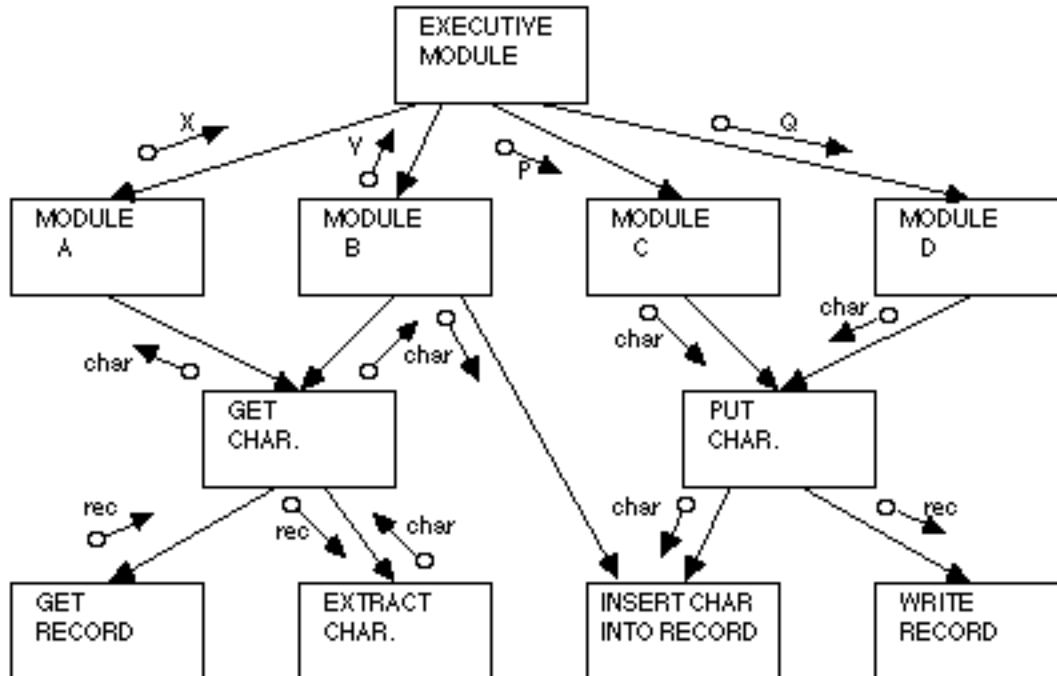 EXECUTIVE
MODULE
X
Y
P
Q
MODULE
A
MODULE
B
MODULE
C
MODULE
D
char
char
char
char
GET
CHAR.
PUT
CHAR.
rec
rec
char
char
rec
GET
RECORD
EXTRACT
CHAR.
INSERT CHAR
INTO RECORD
WRITE
RECORD